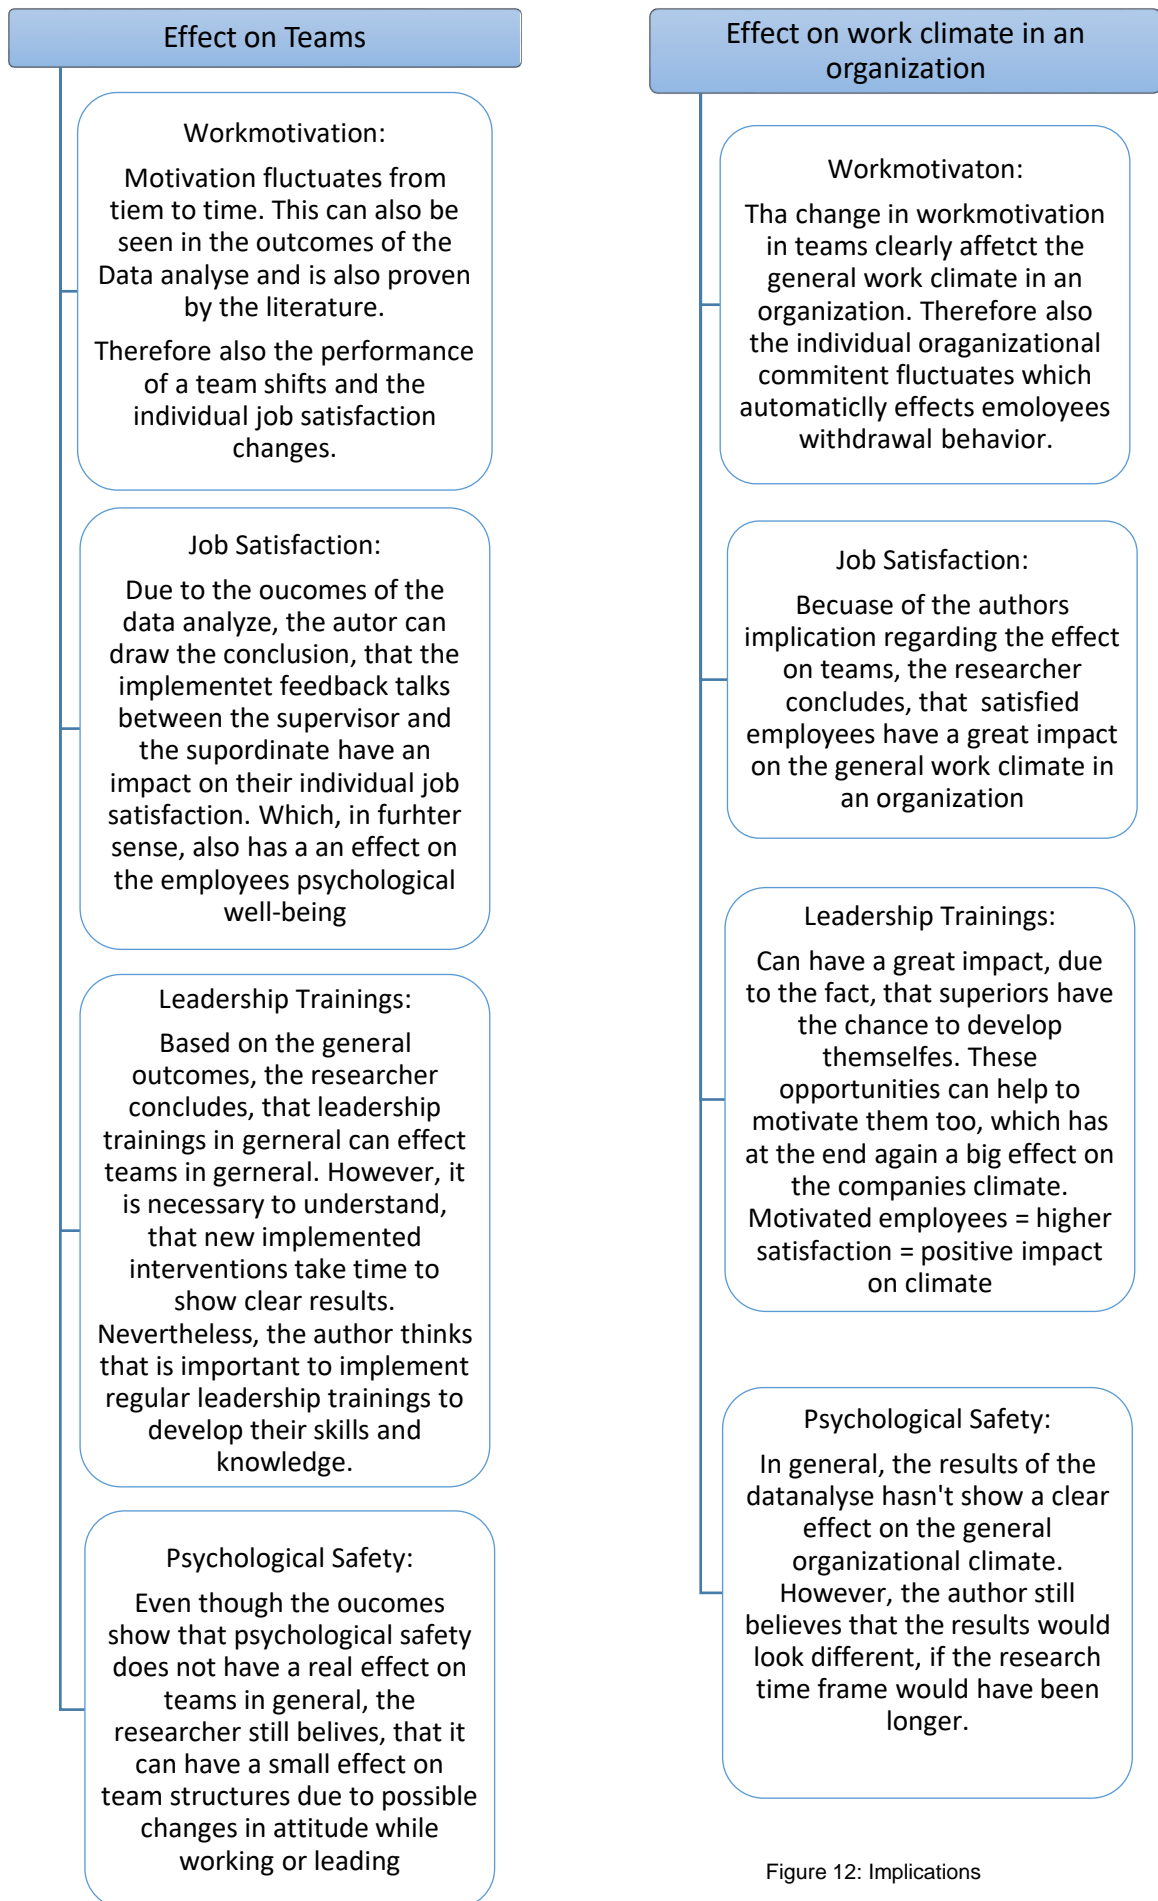 Effect on Teams
Workmotivation:
Motivation fluctuates from
tiem to time. This can also be
seen in the outcomes of the
Data analyse and is also proven
by the literature.
Therefore also the performance
of a team shifts and the
individual job satisfaction
changes.
Job Satisfaction:
Due to the oucomes of the
data analyze, the autor can
draw the conclusion, that the
implementet feedback talks
between the supervisor and
the supordinate have an
impact on their individual job
satisfaction. Which, in furhter
sense, also has a an effect on
the employees psychological
well-being
Leadership Trainings:
Based on the general
outcomes, the researcher
concludes, that leadership
trainings in gerneral can effect
teams in gerneral. However, it
is necessary to understand,
that new implemented
interventions take time to
show clear results.
Nevertheless, the author thinks
that is important to implement
regular leadership trainings to
develop their skills and
knowledge.
Psychological Safety:
Even though the oucomes
show that psychological safety
does not have a real effect on
teams in general, the
researcher still belives, that it
can have a small effect on
team structures due to possible
changes in attitude while
working or leading
Effect on work climate in an
organization
Workmotivaton:
Tha change in workmotivation
in teams clearly affetct the
general work climate in an
organization. Therefore also
the individual oraganizational
commitent fluctuates which
automaticlly effects emoloyees
withdrawal behavior.
Job Satisfaction:
Becuase of the authors
implication regarding the effect
on teams, the researcher
concludes, that  satisfied
employees have a great impact
on the general work climate in
an organization
Leadership Trainings:
Can have a great impact, due
to the fact, that superiors have
the chance to develop
themselfes. These
opportunities can help to
motivate them too, which has
at the end again a big effect on
the companies climate.
Motivated employees = higher
satisfaction = positive impact
on climate
Psychological Safety:
In general, the results of the
datanalyse hasn't show a clear
effect on the general
organizational climate.
However, the author still
believes that the results would
look different, if the research
time frame would have been
longer.
Figure 12: Implications